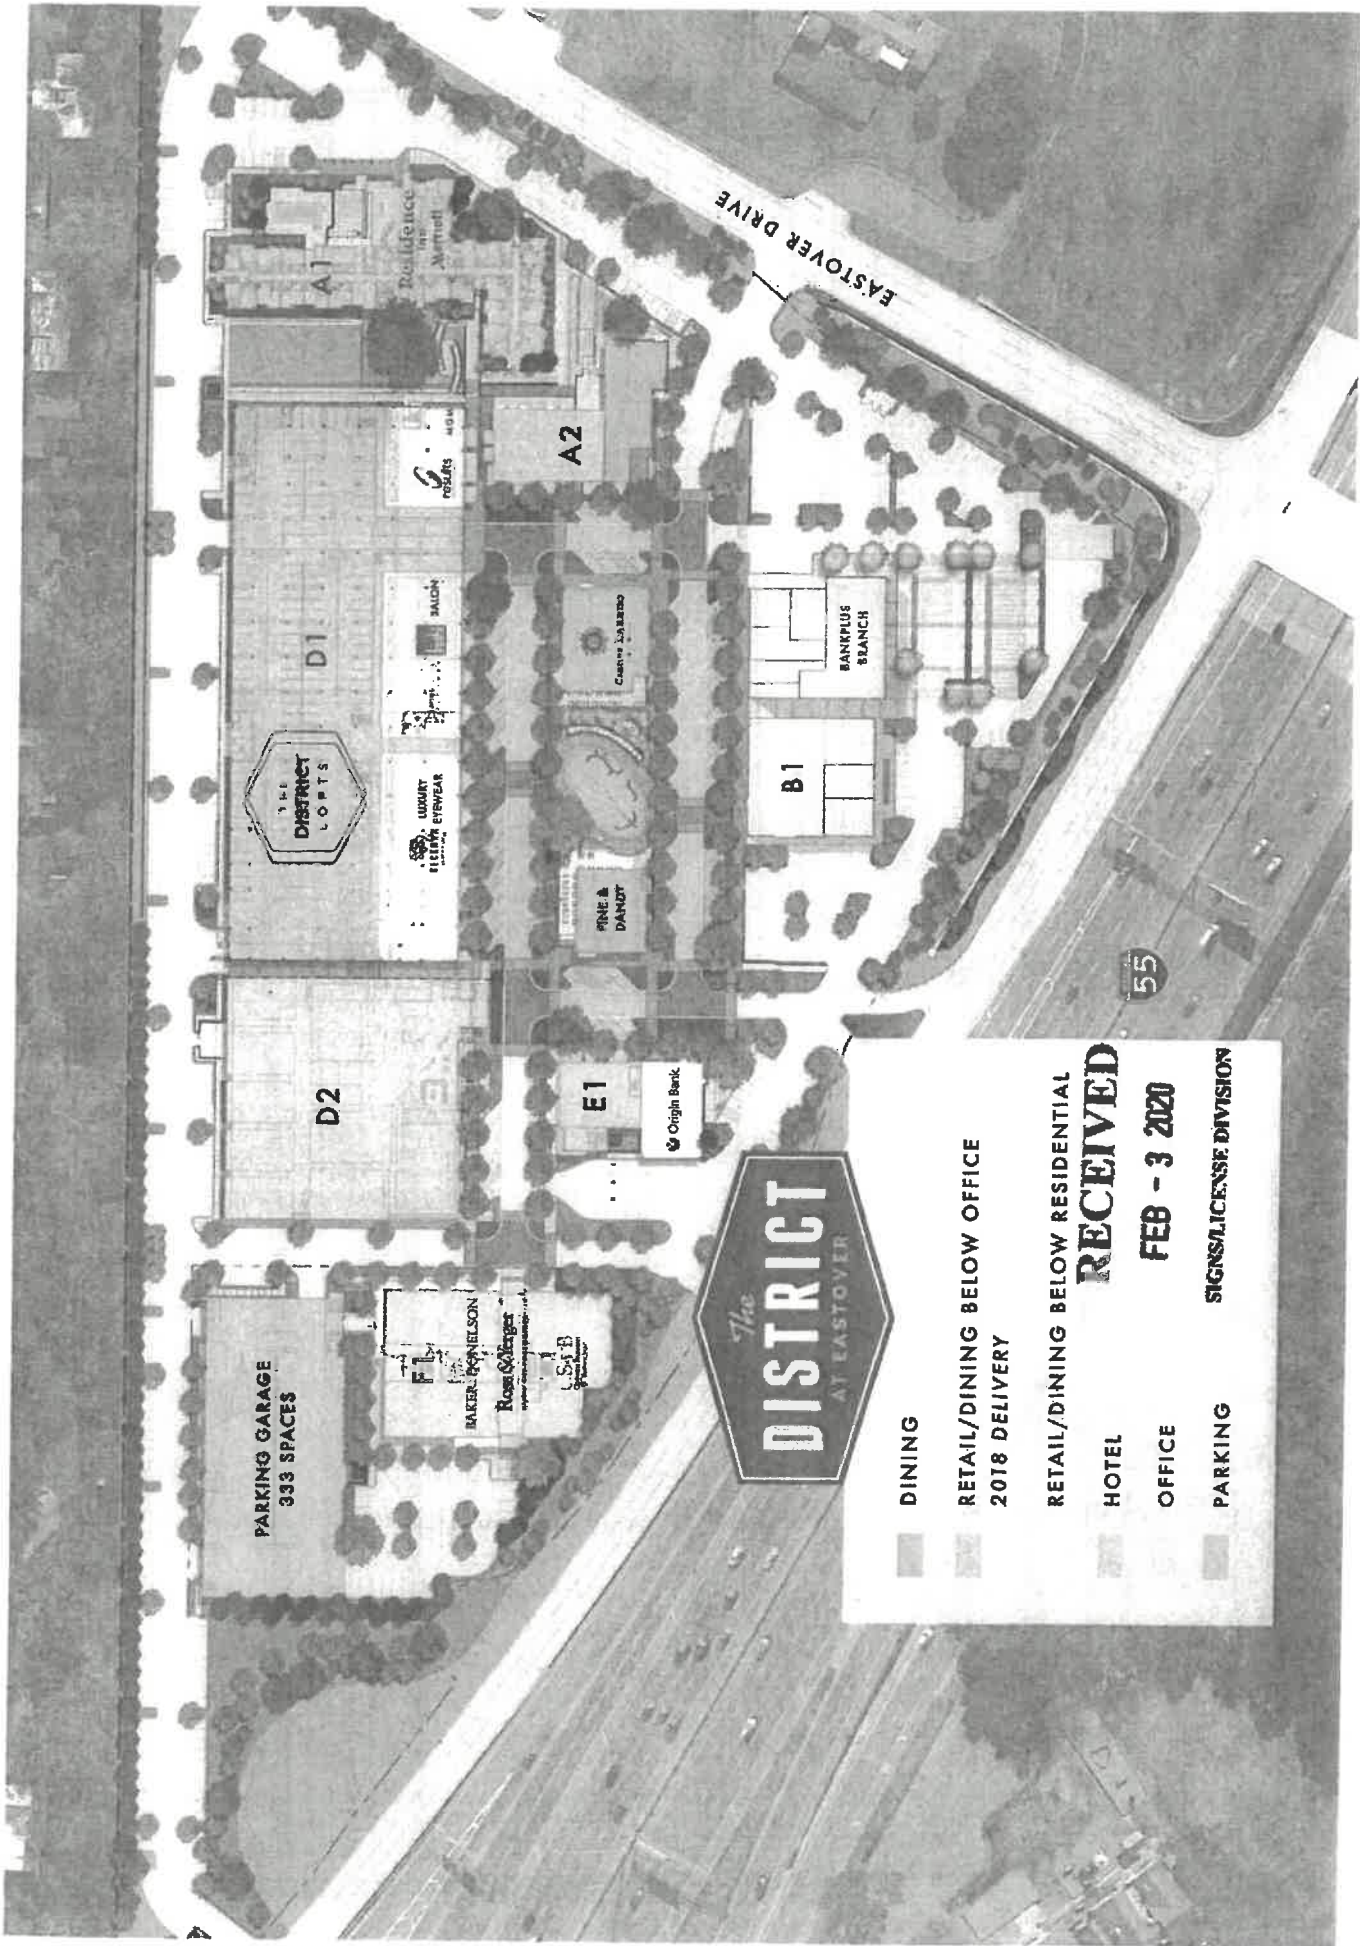 PARKING GARAGE
333 SPACES
F1
BAKER DONELSON
Ross & Yerger
D2
E1
Origin Bank
THE
DISTRICT
LOFTS
D1
LUXURY
EYEWEAR
SALON
FINE &
DANDY
CANTINA LAREDO
B1
BANKPLUS
BRANCH
A1
Residence
Inn
Marriott
A2
EASTOVER DRIVE
55
The
DISTRICT
AT EASTOVER
DINING
RETAIL/DINING BELOW OFFICE
2018 DELIVERY
RETAIL/DINING BELOW RESIDENTIAL
HOTEL
OFFICE
PARKING
RECEIVED
FEB - 3 2020
SIGNS/LICENSE DIVISION